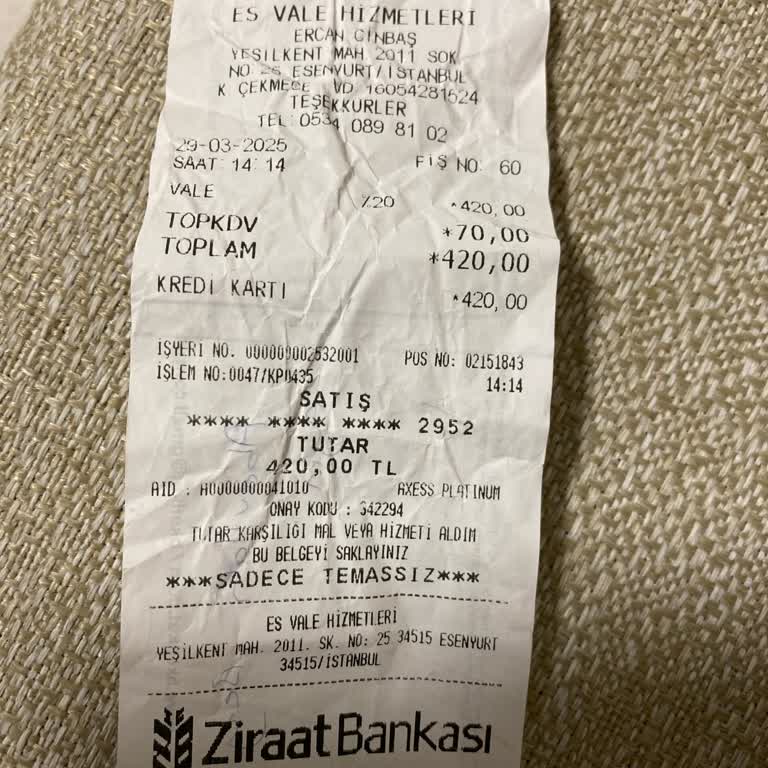 ES VALE HİZMETLERİ
ERCAN CİNBAŞ
YEŞİLKENT MAH 2011 SOK
NO 25 ESENYURT/İSTANBUL
K ÇEKMECE VD 16054281524
TEŞEKKURLER
TEL: 0534 089 81 02
29-03-2025
SAAT 14:14 FİŞ NO: 60
VALE %20 *420,00
TOPKDV *70,00
TOPLAM *420,00
KREDİ KARTI *420,00
İŞYERİ NO. 000000002532001 POS NO: 02151843
İŞLEM NO:0047/KP0435 14:14
SATIŞ
**** **** **** 2952
TUTAR
420,00 TL
AID : A0000000041010 AXESS PLATINUM
ONAY KODU : 342294
TUTAR KARŞILIGI MAL VEYA HİZMETİ ALDIM
BU BELGEYİ SAKLAYINIZ
***SADECE TEMASSIZ***
ES VALE HİZMETLERİ
YEŞİLKENT MAH. 2011. SK. NO: 25 34515 ESENYURT
34515/İSTANBUL
Ziraat Bankası